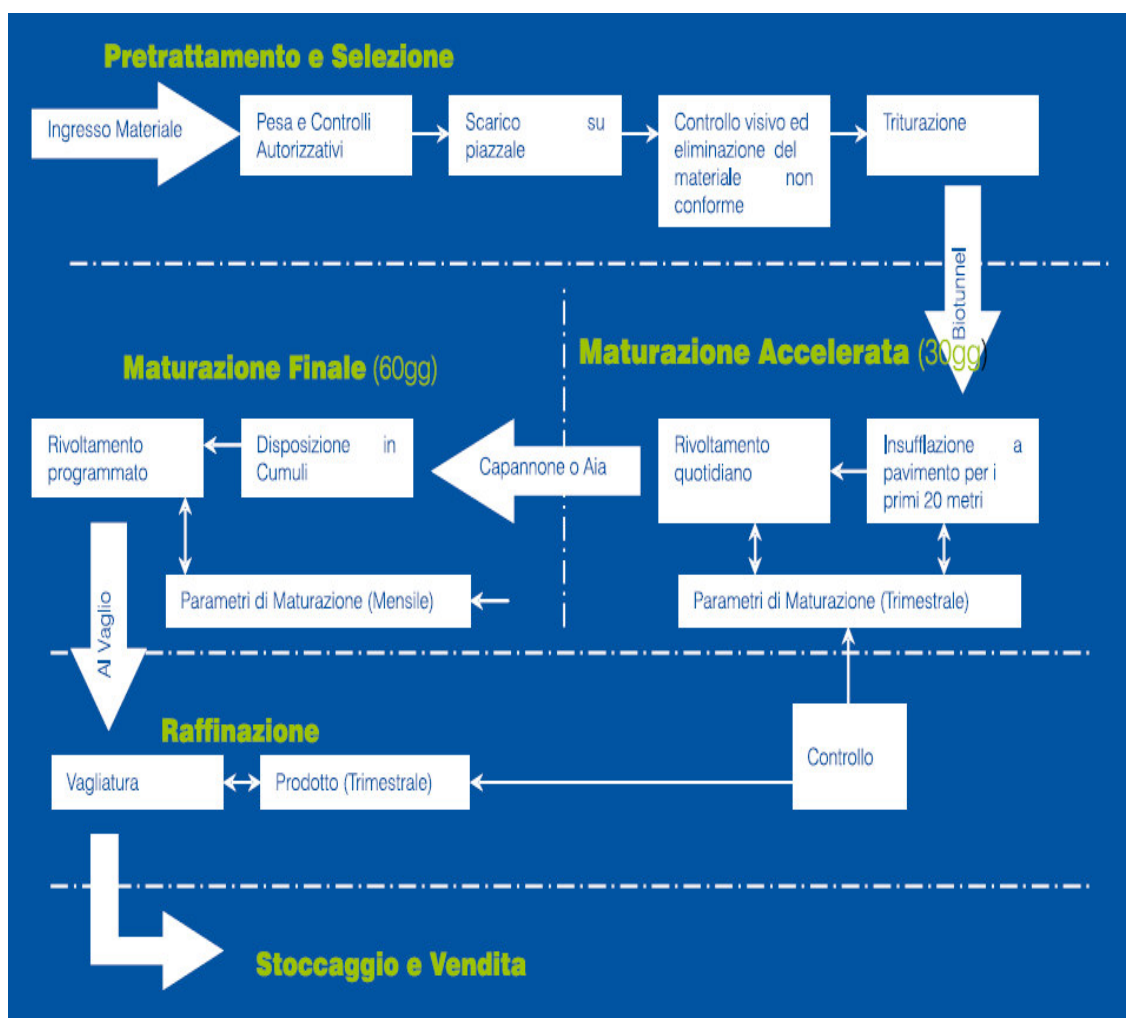 Pretrattamento e Selezione
Ingresso Materiale
Pesa e Controlli
Autorizzativi
Scarico su
piazzale
Controllo visivo ed
eliminazione del
materiale non
conforme
Triturazione
Biotunnel
Maturazione Accelerata (30gg)
Maturazione Finale (60gg)
Insufflazione a
pavimento per i
primi 20 metri
Rivoltamento
quotidiano
Capannone o Aia
Disposizione in
Cumuli
Rivoltamento
programmato
Parametri di Maturazione (Mensile)
Parametri di Maturazione (Trimestrale)
Al Vaglio
Raffinazione
Vagliatura
Prodotto (Trimestrale)
Controllo
Stoccaggio e Vendita